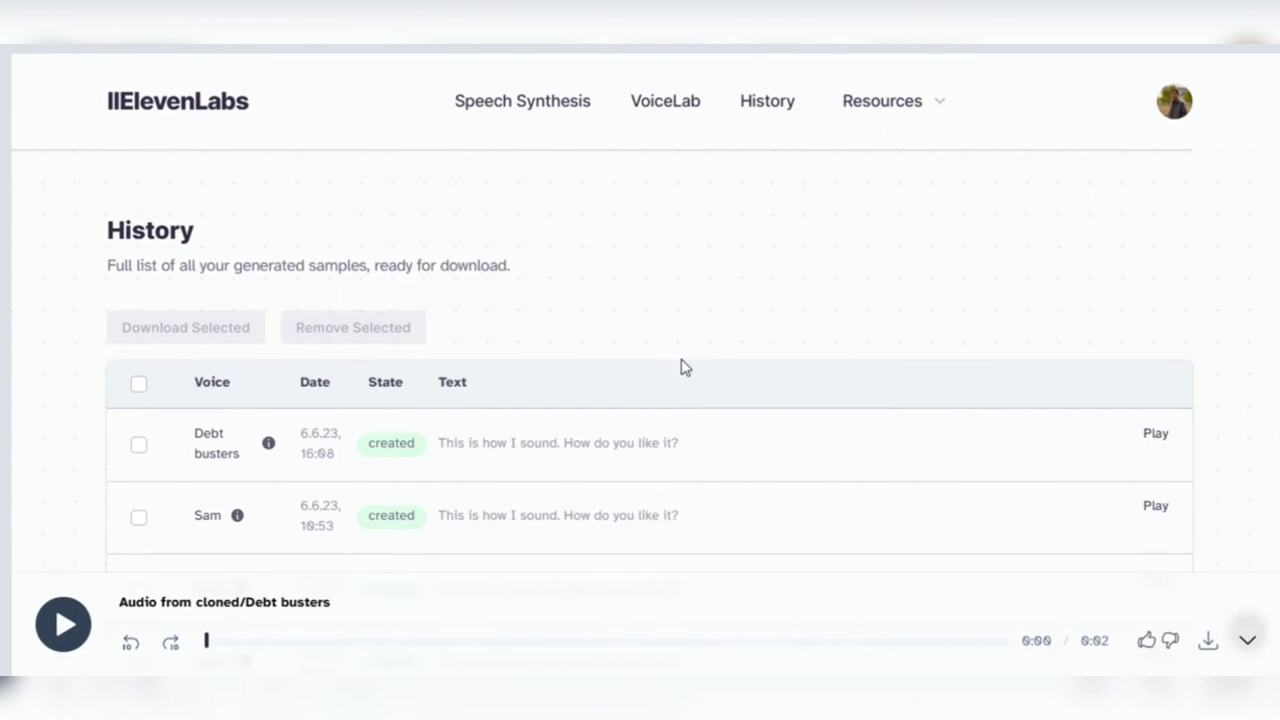 IIElevenLabs
Speech Synthesis
VoiceLab
History
Resources
History
Full list of all your generated samples, ready for download.
Download Selected
Remove Selected
Voice
Date
State
Text
Debt
busters
6.6.23,
16:08
created
This is how I sound. How do you like it?
Play
Sam
6.6.23,
10:53
created
This is how I sound. How do you like it?
Play
Audio from cloned/Debt busters
10
10
0:00 / 0:02